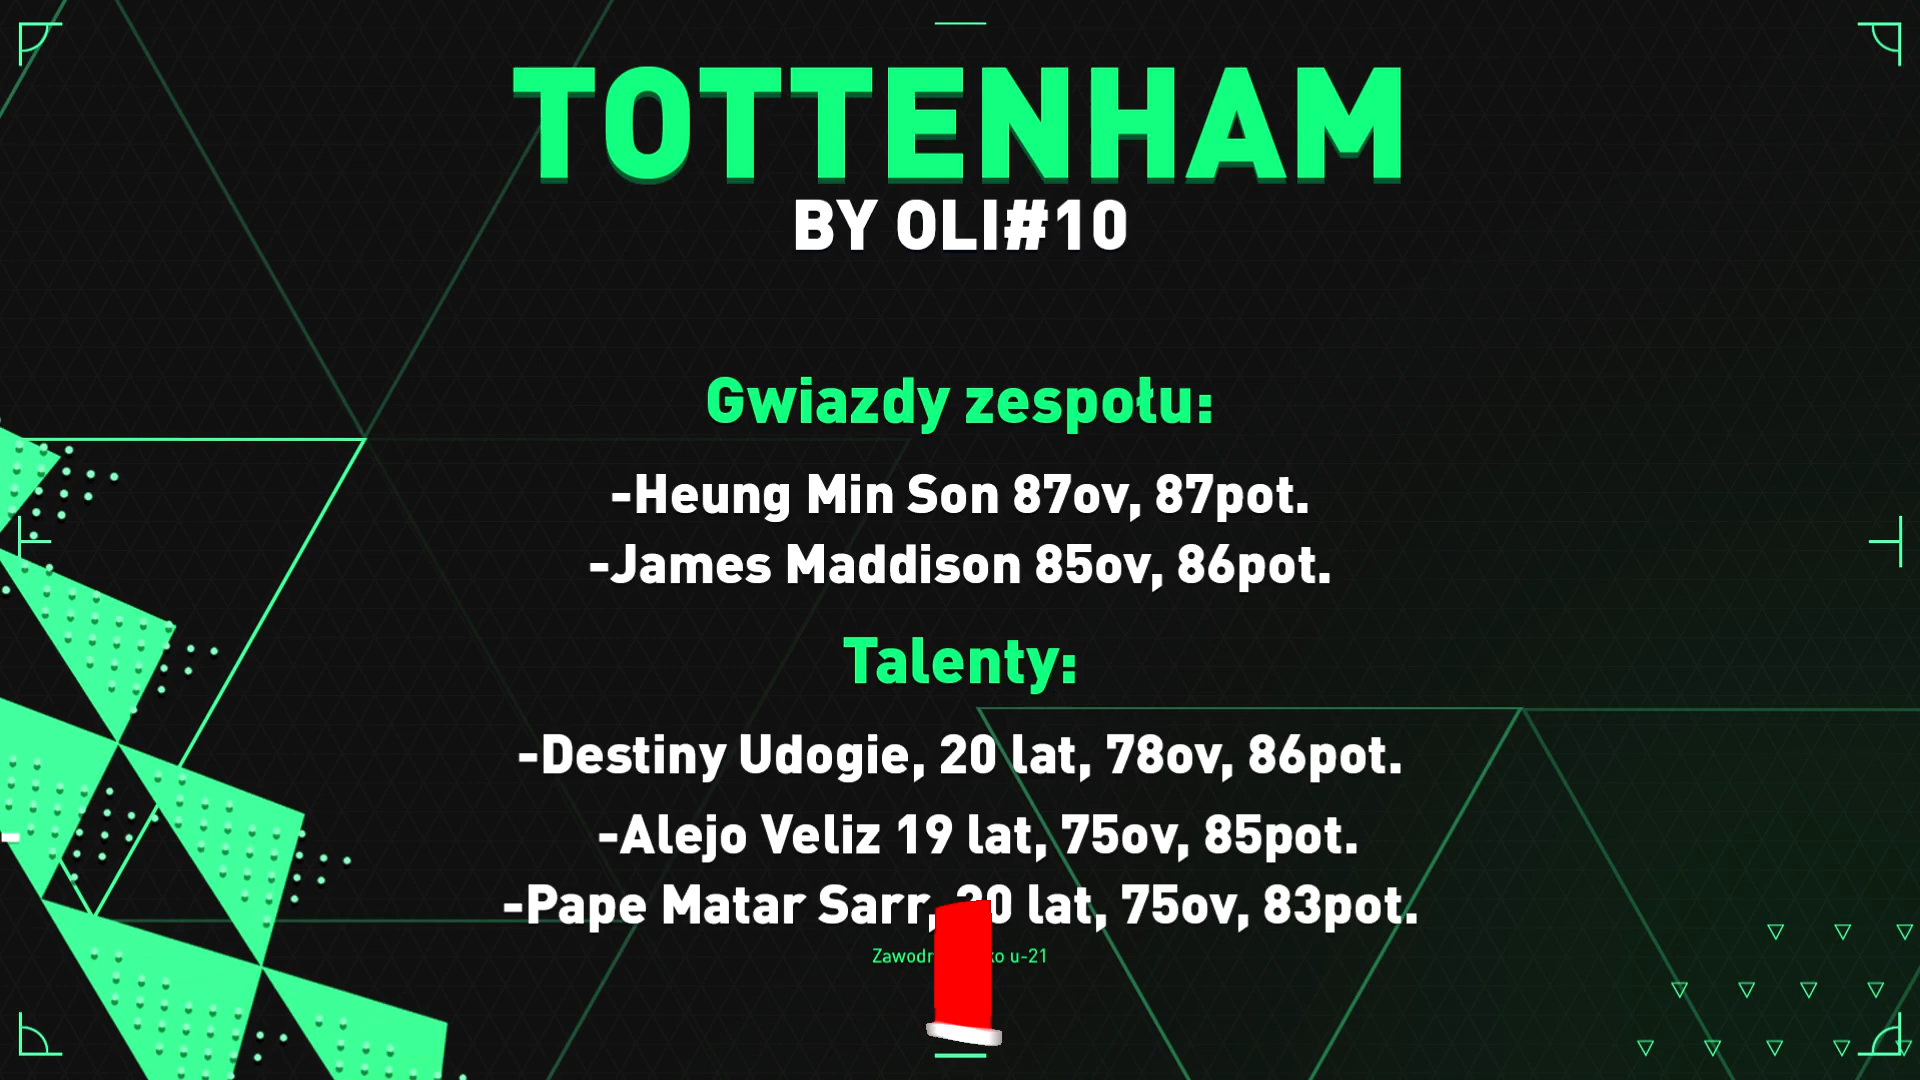 TOTTENHAM
BY OLI#10
Gwiazdy zespołu:
-Heung Min Son 87ov, 87pot.
-James Maddison 85ov, 86pot.
Talenty:
-Destiny Udogie, 20 lat, 78ov, 86pot.
-
-Alejo Veliz 19 lat, 75ov, 85pot.
-Pape Matar Sarr, 20 lat, 75ov, 83pot.
u-21